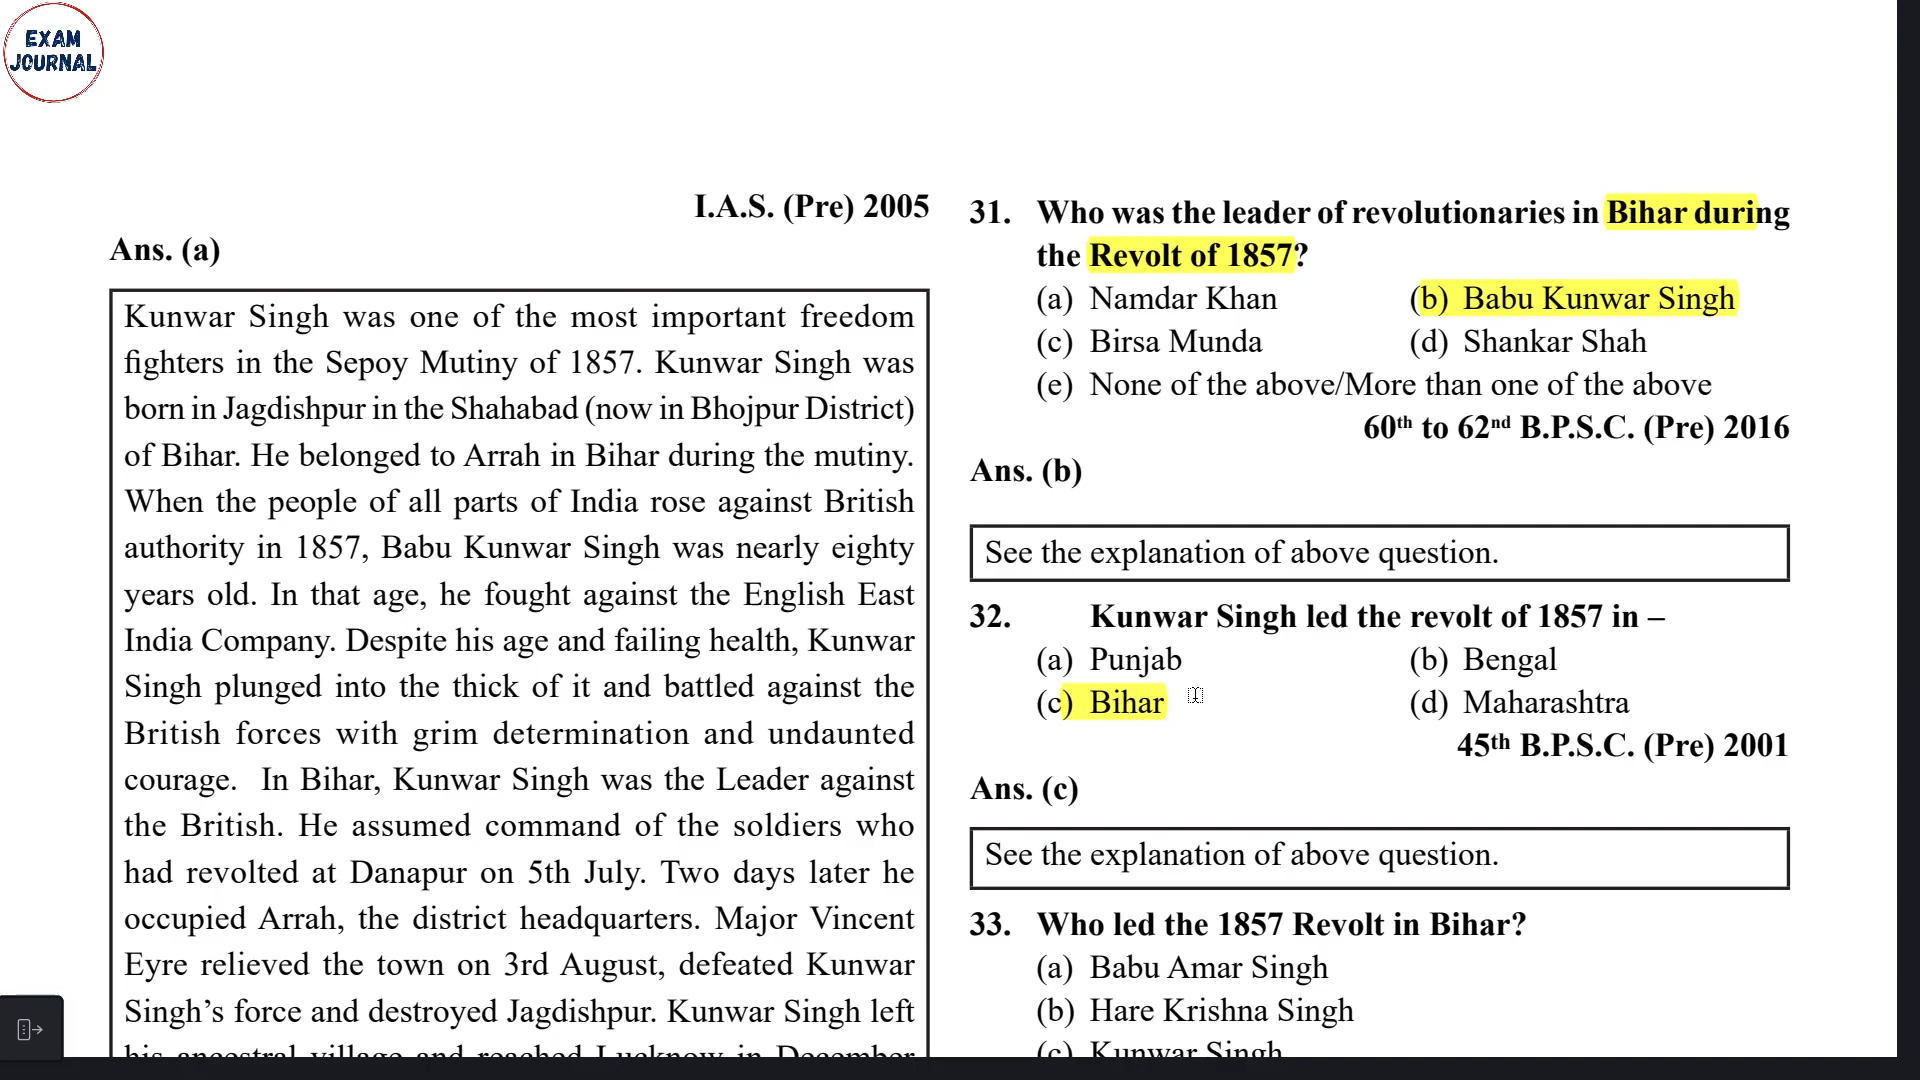 EXAM
JOURNAL
I.A.S. (Pre) 2005
Ans. (a)
Kunwar Singh was one of the most important freedom
fighters in the Sepoy Mutiny of 1857. Kunwar Singh was
born in Jagdishpur in the Shahabad (now in Bhojpur District)
of Bihar. He belonged to Arrah in Bihar during the mutiny.
When the people of all parts of India rose against British
authority in 1857, Babu Kunwar Singh was nearly eighty
years old. In that age, he fought against the English East
India Company. Despite his age and failing health, Kunwar
Singh plunged into the thick of it and battled against the
British forces with grim determination and undaunted
courage.  In Bihar, Kunwar Singh was the Leader against
the British. He assumed command of the soldiers who
had revolted at Danapur on 5th July. Two days later he
occupied Arrah, the district headquarters. Major Vincent
Eyre relieved the town on 3rd August, defeated Kunwar
Singh’s force and destroyed Jagdishpur. Kunwar Singh left
his ancestral village and reached Lucknow in December
31. Who was the leader of revolutionaries in Bihar during
the Revolt of 1857?
(a) Namdar Khan (b) Babu Kunwar Singh
(c) Birsa Munda (d) Shankar Shah
(e) None of the above/More than one of the above
60th to 62nd B.P.S.C. (Pre) 2016
Ans. (b)
See the explanation of above question.
32. Kunwar Singh led the revolt of 1857 in –
(a) Punjab (b) Bengal
(c) Bihar (d) Maharashtra
45th B.P.S.C. (Pre) 2001
Ans. (c)
See the explanation of above question.
33. Who led the 1857 Revolt in Bihar?
(a) Babu Amar Singh
(b) Hare Krishna Singh
(c) Kunwar Singh